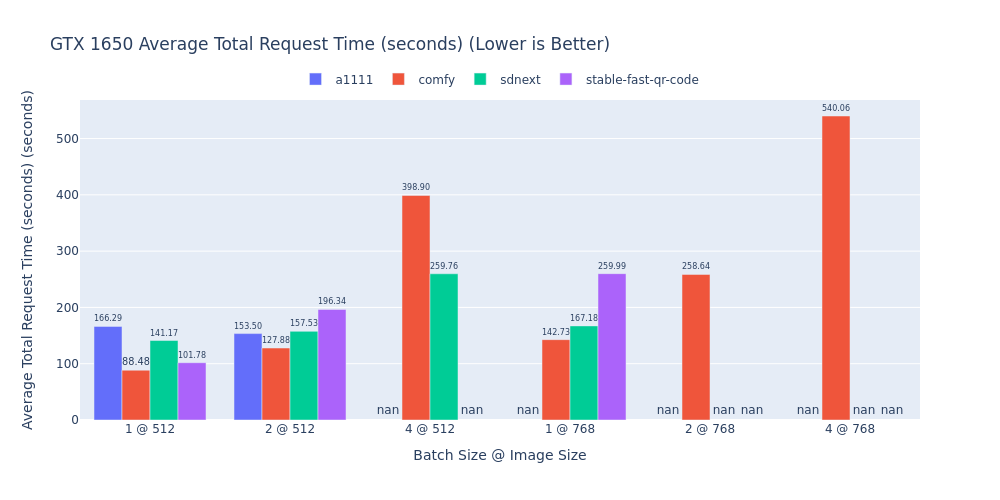 GTX 1650 Average Total Request Time (seconds) (Lower is Better)
a1111 comfy sdnext stable-fast-qr-code
Average Total Request Time (seconds) (seconds)
500
400
300
200
100
0
166.29 88.48 141.17 101.78
153.50 127.88 157.53 196.34
nan 398.90 259.76 nan
nan 142.73 167.18 259.99
nan 258.64 nan nan
nan 540.06 nan nan
1 @ 512 2 @ 512 4 @ 512 1 @ 768 2 @ 768 4 @ 768
Batch Size @ Image Size